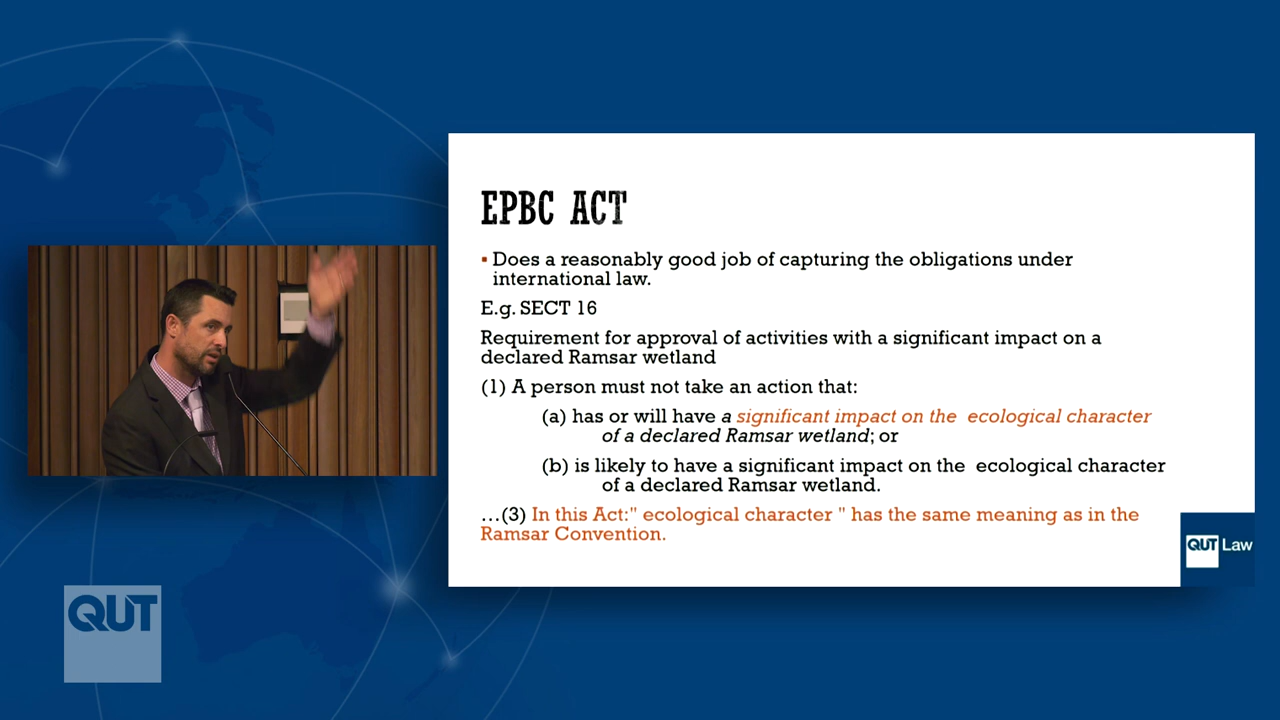 EPBC ACT
▪ Does a reasonably good job of capturing the obligations under
international law.
E.g. SECT 16
Requirement for approval of activities with a significant impact on a
declared Ramsar wetland
(1) A person must not take an action that:
(a) has or will have a significant impact on the ecological character
of a declared Ramsar wetland; or
(b) is likely to have a significant impact on the ecological character
of a declared Ramsar wetland.
…(3) In this Act:" ecological character " has the same meaning as in the
Ramsar Convention.
QUT Law
QUT